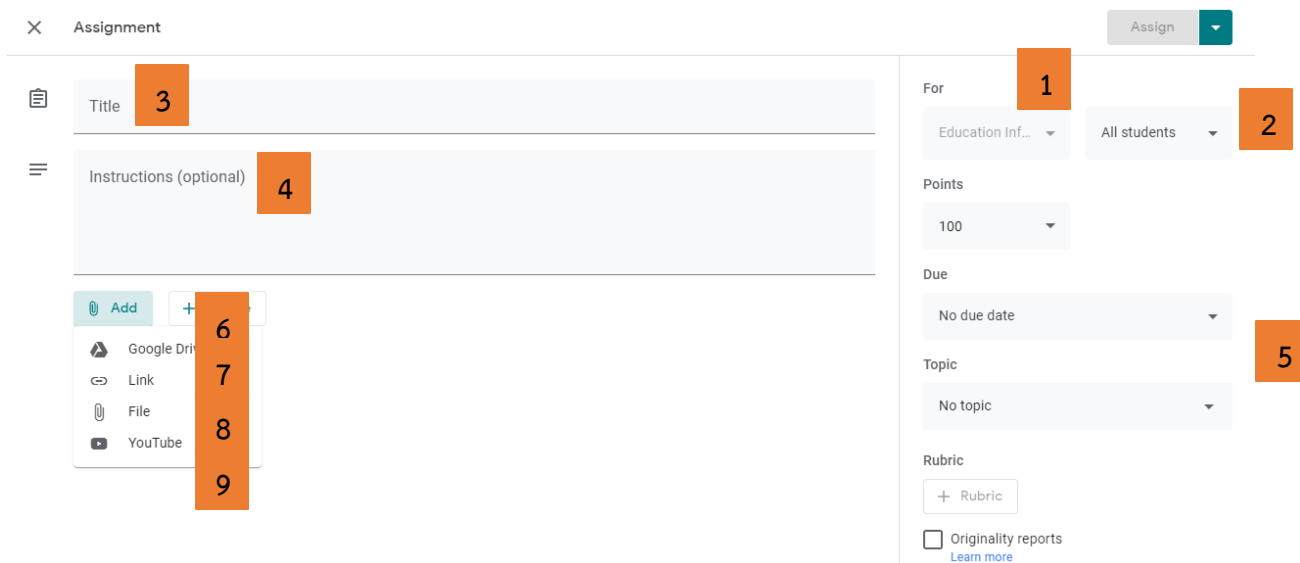 Assignment
Assign
Title
3
Instructions (optional)
4
Add
+
6
Google Dri
7
Link
File
8
YouTube
9
For
1
Education Inf...
All students
2
Points
100
Due
No due date
5
Topic
No topic
Rubric
+ Rubric
Originality reports
Learn more